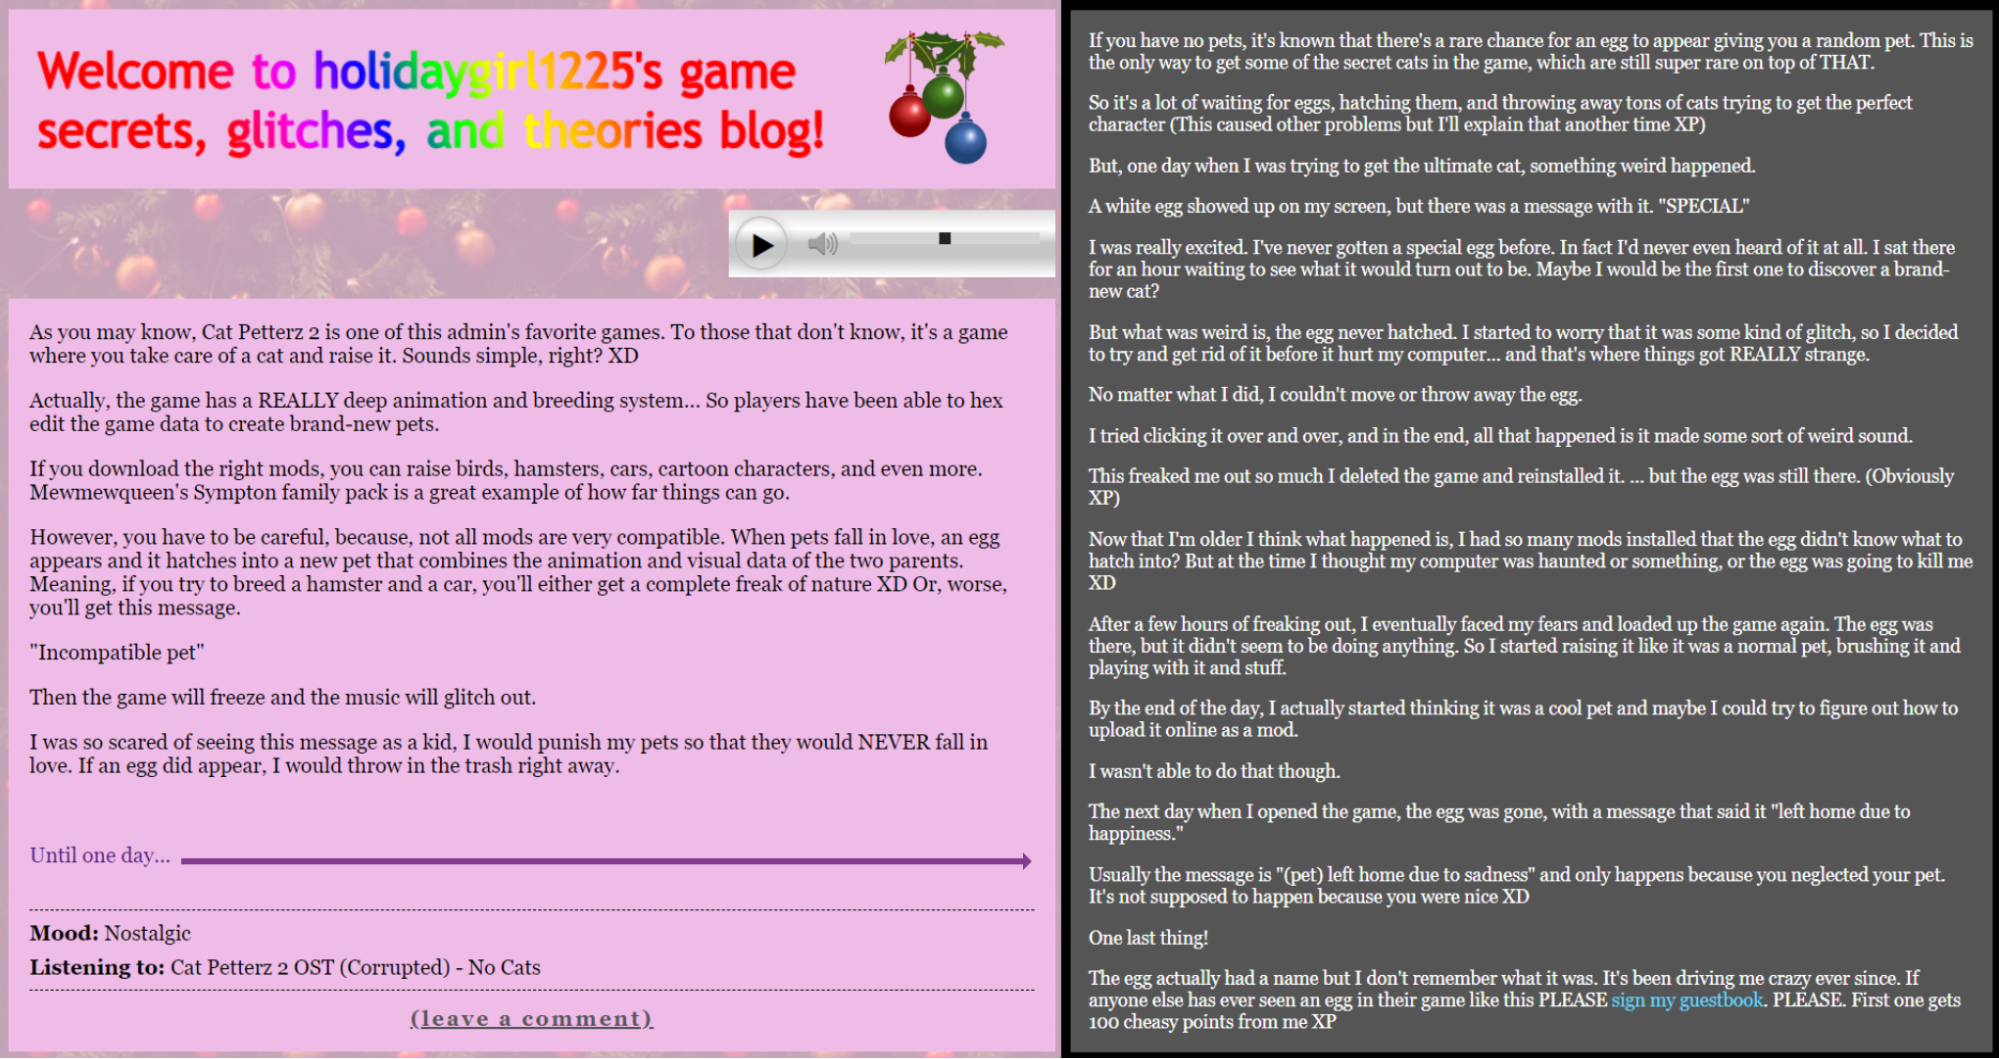 Welcome to holidaygirl1225's game
secrets, glitches, and theories blog!
As you may know, Cat Petterz 2 is one of this admin's favorite games. To those that don't know, it's a game
where you take care of a cat and raise it. Sounds simple, right? XD
Actually, the game has a REALLY deep animation and breeding system... So players have been able to hex
edit the game data to create brand-new pets.
If you download the right mods, you can raise birds, hamsters, cars, cartoon characters, and even more.
Mewmewqueen's Sympton family pack is a great example of how far things can go.
However, you have to be careful, because, not all mods are very compatible. When pets fall in love, an egg
appears and it hatches into a new pet that combines the animation and visual data of the two parents.
Meaning, if you try to breed a hamster and a car, you'll either get a complete freak of nature XD Or, worse,
you'll get this message.
"Incompatible pet"
Then the game will freeze and the music will glitch out.
I was so scared of seeing this message as a kid, I would punish my pets so that they would NEVER fall in
love. If an egg did appear, I would throw in the trash right away.
Until one day...
Mood: Nostalgic
Listening to: Cat Petterz 2 OST (Corrupted) - No Cats
(leave a comment)
If you have no pets, it's known that there's a rare chance for an egg to appear giving you a random pet. This is
the only way to get some of the secret cats in the game, which are still super rare on top of THAT.
So it's a lot of waiting for eggs, hatching them, and throwing away tons of cats trying to get the perfect
character (This caused other problems but I'll explain that another time XP)
But, one day when I was trying to get the ultimate cat, something weird happened.
A white egg showed up on my screen, but there was a message with it. "SPECIAL"
I was really excited. I've never gotten a special egg before. In fact I'd never even heard of it at all. I sat there
for an hour waiting to see what it would turn out to be. Maybe I would be the first one to discover a brand-
new cat?
But what was weird is, the egg never hatched. I started to worry that it was some kind of glitch, so I decided
to try and get rid of it before it hurt my computer... and that's where things got REALLY strange.
No matter what I did, I couldn't move or throw away the egg.
I tried clicking it over and over, and in the end, all that happened is it made some sort of weird sound.
This freaked me out so much I deleted the game and reinstalled it. ... but the egg was still there. (Obviously
XP)
Now that I'm older I think what happened is, I had so many mods installed that the egg didn't know what to
hatch into? But at the time I thought my computer was haunted or something, or the egg was going to kill me
XD
After a few hours of freaking out, I eventually faced my fears and loaded up the game again. The egg was
there, but it didn't seem to be doing anything. So I started raising it like it was a normal pet, brushing it and
playing with it and stuff.
By the end of the day, I actually started thinking it was a cool pet and maybe I could try to figure out how to
upload it online as a mod.
I wasn't able to do that though.
The next day when I opened the game, the egg was gone, with a message that said it "left home due to
happiness."
Usually the message is "(pet) left home due to sadness" and only happens because you neglected your pet.
It's not supposed to happen because you were nice XD
One last thing!
The egg actually had a name but I don't remember what it was. It's been driving me crazy ever since. If
anyone else has ever seen an egg in their game like this PLEASE sign my guestbook. PLEASE. First one gets
100 cheasy points from me XP